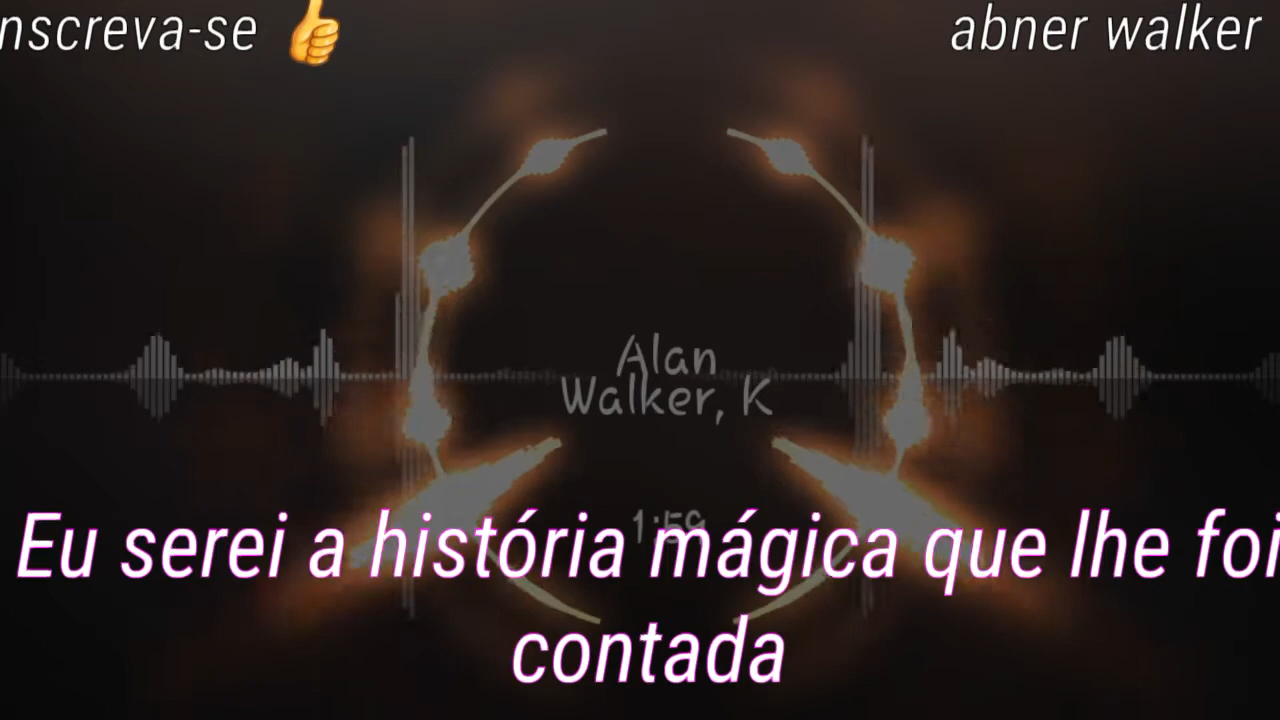 nscreva-se 👍
abner walker
Alan
Walker, K
1:59
Eu serei a história mágica que lhe foi
contada